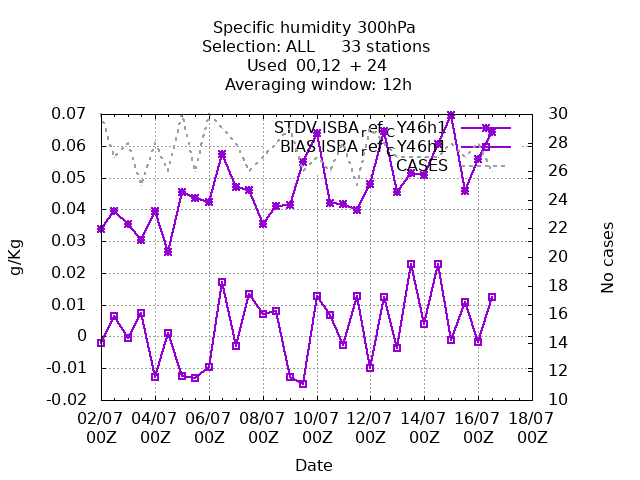 Specific humidity 300hPa
Selection: ALL 33 stations
Used 00,12 + 24
Averaging window: 12h
STDV ISBA_ref_CY46h1
BIAS ISBA_ref_CY46h1
CASES
0.07
0.06
0.05
0.04
0.03
0.02
0.01
0
-0.01
-0.02
g/Kg
30
28
26
24
22
20
18
16
14
12
10
No cases
02/07 04/07 06/07 08/07 10/07 12/07 14/07 16/07 18/07
00Z 00Z 00Z 00Z 00Z 00Z 00Z 00Z 00Z
Date